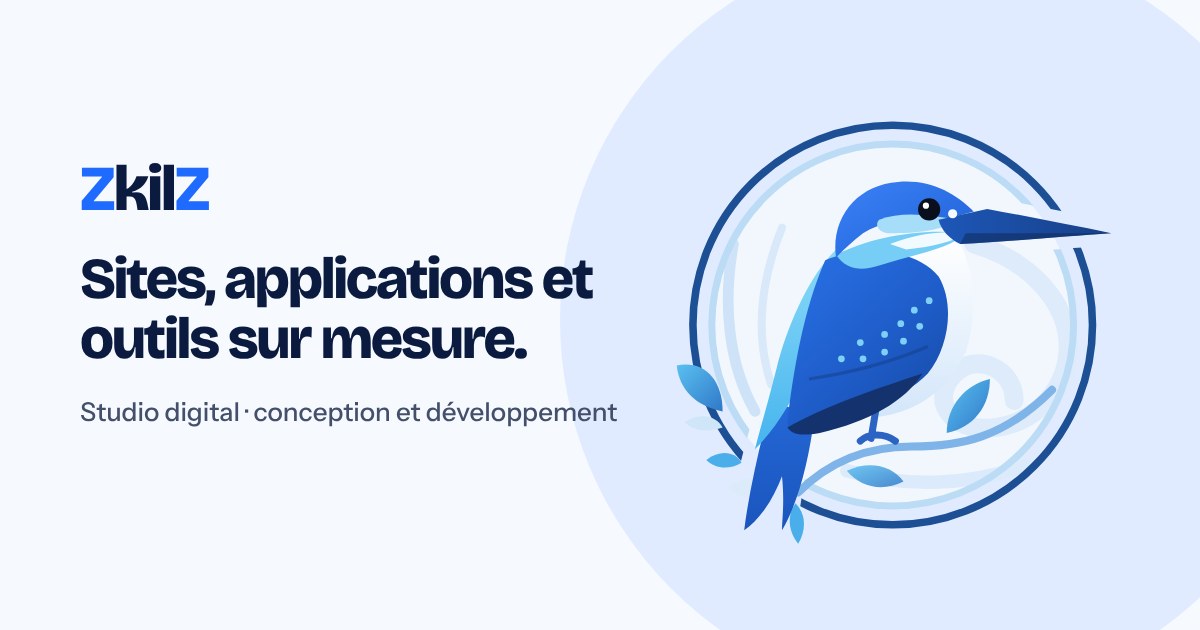 ZkilZ
Sites, applications et
outils sur mesure.
Studio digital · conception et développement